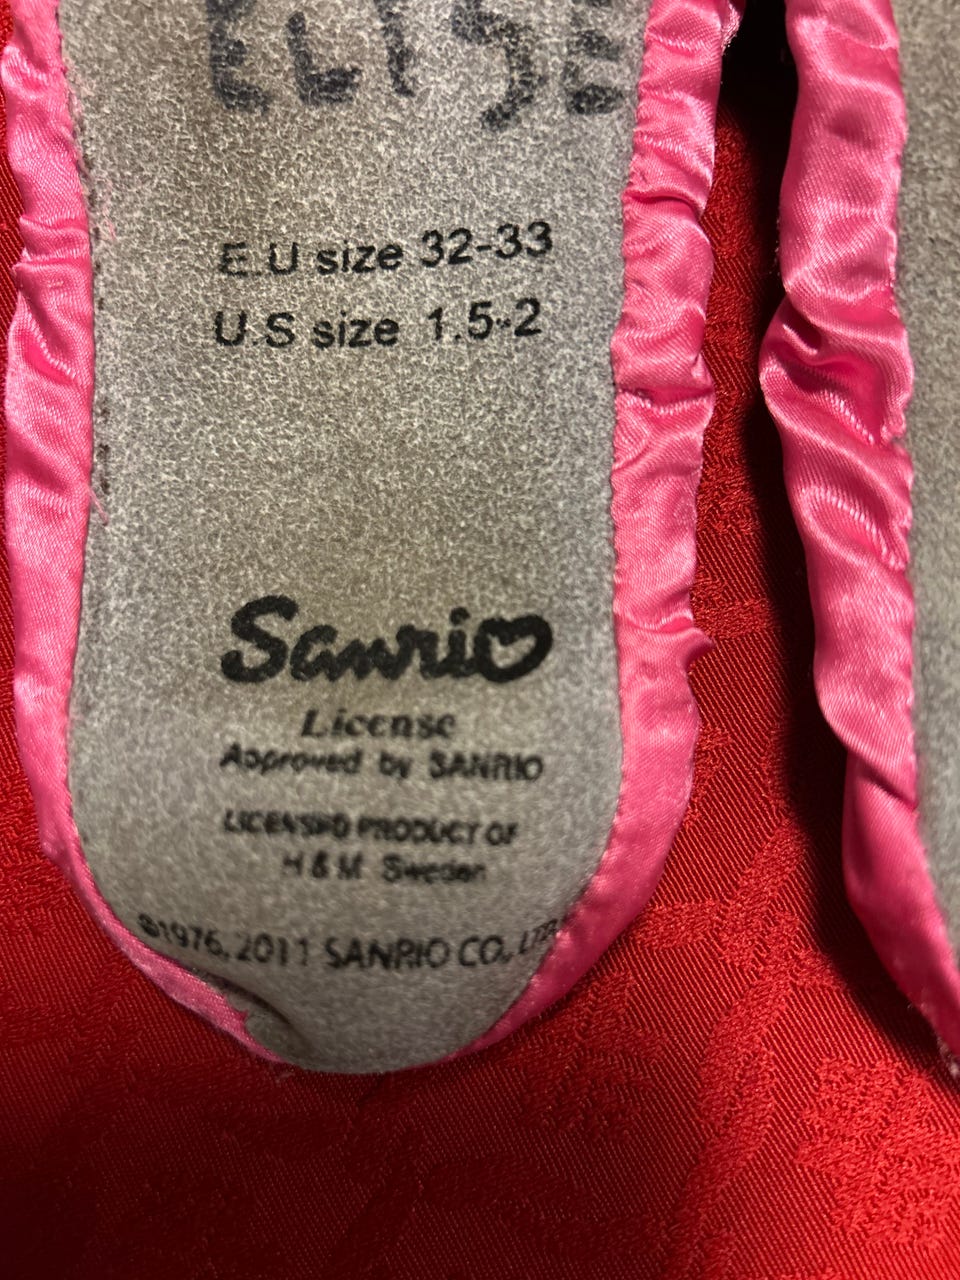 ELISE
E.U size 32-33
U.S size 1.5-2
Sanrio
License
Approved by SANRIO
LICENSED PRODUCT OF
H & M Sweden
©1976, 2011 SANRIO CO., LTD.